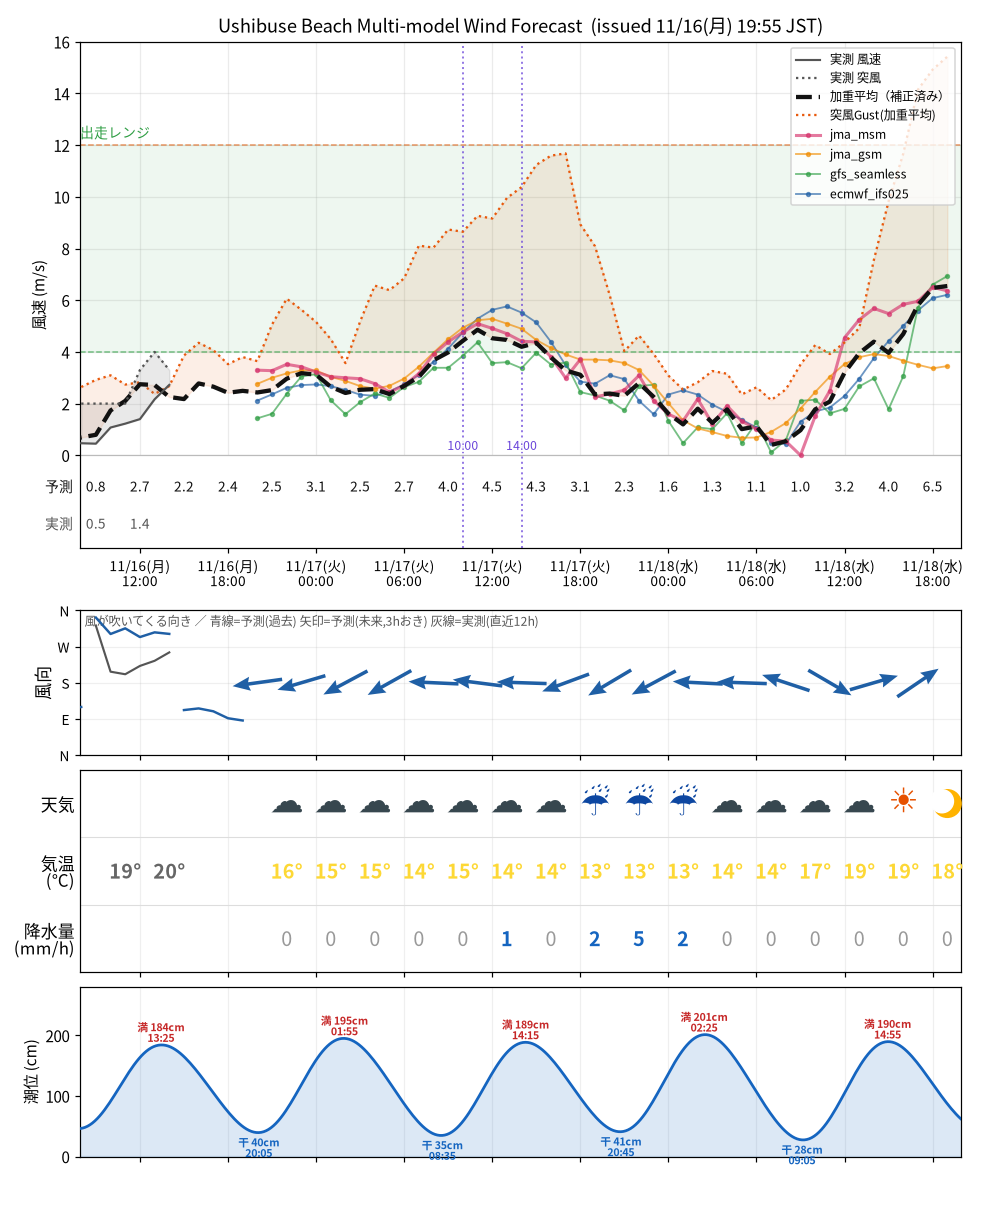 Ushibuse Beach Multi-model Wind Forecast (issued 11/16(月) 19:55 JST)
風速 (m/s)
16
14
12
10
8
6
4
2
0
出走レンジ
実測 風速
実測 突風
加重平均（補正済み）
突風Gust(加重平均)
jma_msm
jma_gsm
gfs_seamless
ecmwf_ifs025
10:00 14:00
予測 0.8 2.7 2.2 2.4 2.5 3.1 2.5 2.7 4.0 4.5 4.3 3.1 2.3 1.6 1.3 1.1 1.0 3.2 4.0 6.5
実測 0.5 1.4
11/16(月) 11/16(月) 11/17(火) 11/17(火) 11/17(火) 11/17(火) 11/18(水) 11/18(水) 11/18(水) 11/18(水)
12:00 18:00 00:00 06:00 12:00 18:00 00:00 06:00 12:00 18:00
風が吹いてくる向き ／ 青線=予測(過去) 矢印=予測(未来,3hおき) 灰線=実測(直近12h)
風向
N
W
S
E
N
天気
気温
(℃)
19° 20° 16° 15° 15° 14° 15° 14° 14° 13° 13° 13° 14° 14° 17° 19° 19° 18°
降水量
(mm/h)
0 0 0 0 0 1 0 2 5 2 0 0 0 0 0 0
潮位 (cm)
200
100
0
満 184cm
13:25
満 195cm
01:55
満 189cm
14:15
満 201cm
02:25
満 190cm
14:55
干 40cm
20:05
干 35cm
08:35
干 41cm
20:45
干 28cm
09:05